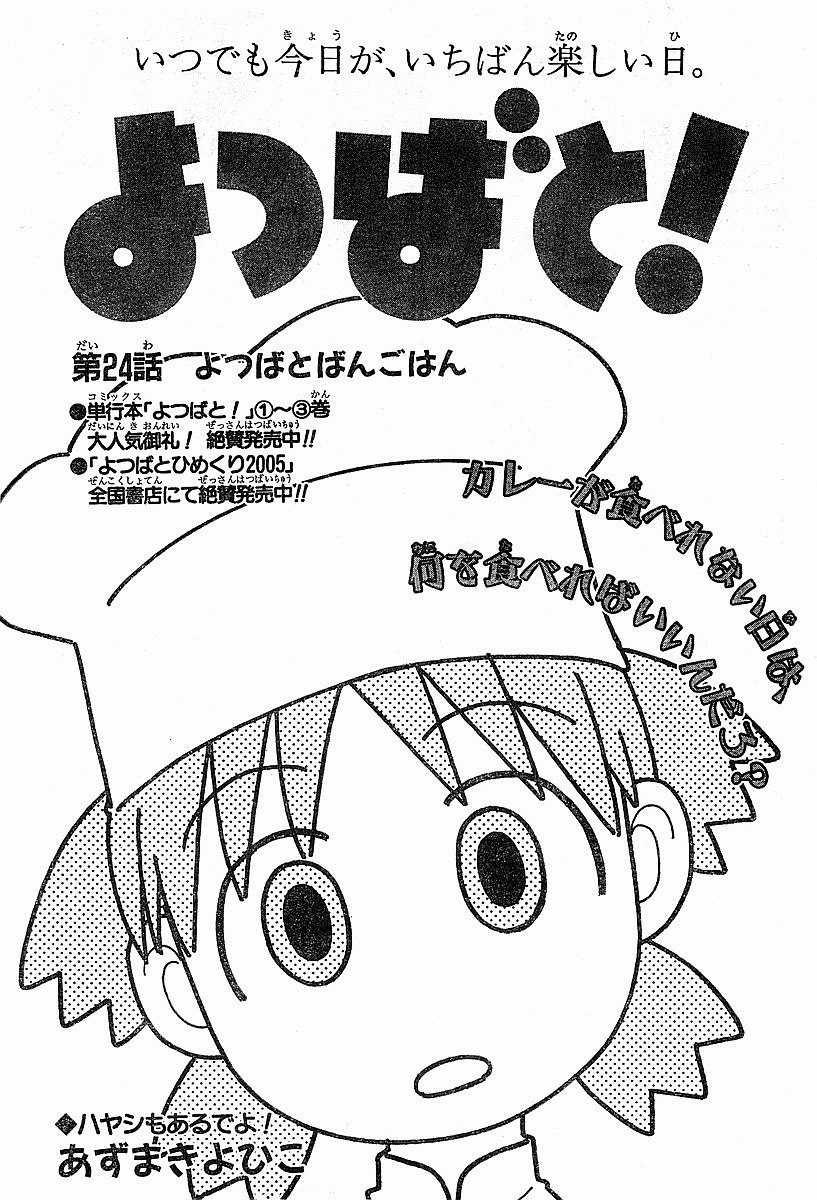 いつでも今日が、いちばん楽しい日。
よつばと!
第24話 よつばとばんごはん
●単行本「よつばと!」①〜③巻
大人気御礼! 絶賛発売中!!
●「よつばとひめくり2005」
全国書店にて絶賛発売中!!
カレーが食べれない日は、
何を食べればいいんだろ?
◆ハヤシもあるでよ!
あずまきよひこ